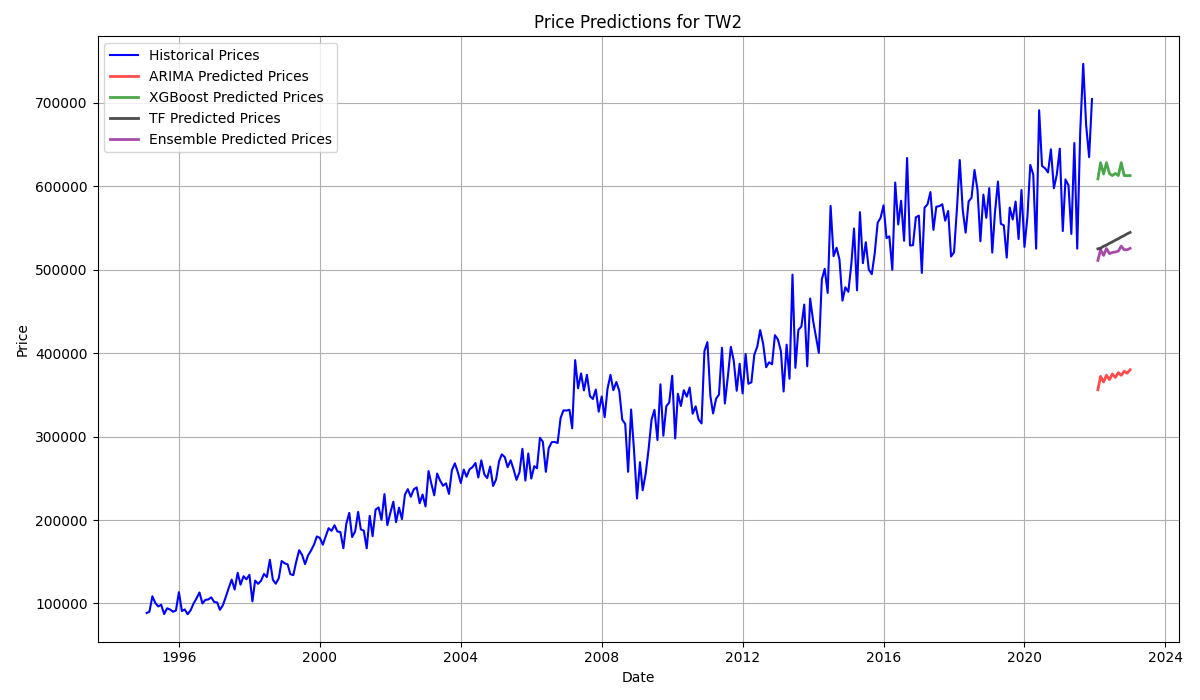 Price Predictions for TW2
Historical Prices
ARIMA Predicted Prices
XGBoost Predicted Prices
TF Predicted Prices
Ensemble Predicted Prices
Price
700000
600000
500000
400000
300000
200000
100000
1996 2000 2004 2008 2012 2016 2020 2024
Date